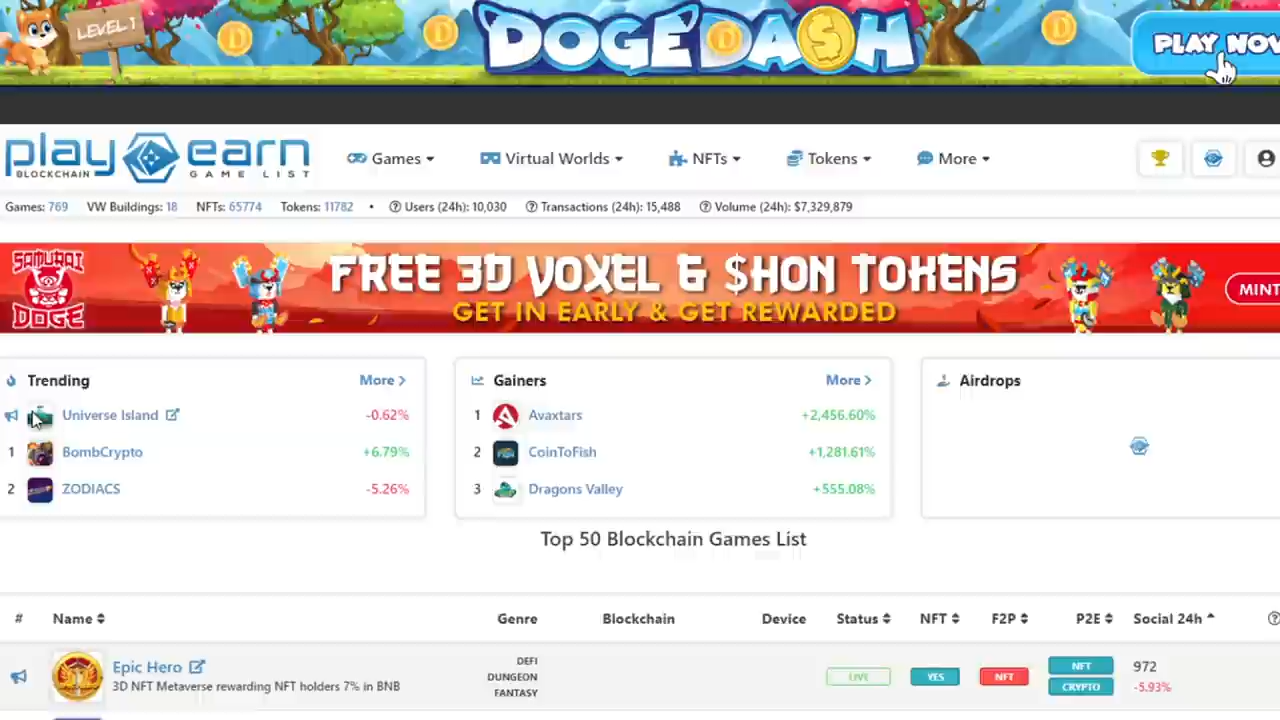 LEVEL 1
DOGE DASH
PLAY NOW
play earn
BLOCKCHAIN GAME LIST
Games
Virtual Worlds
NFTs
Tokens
More
Games: 769 VW Buildings: 18 NFTs: 65774 Tokens: 11782 • Users (24h): 10,030 Transactions (24h): 15,488 Volume (24h): $7,329,879
SAMURAI DOGE
FREE 3D VOXEL & $HON TOKENS
GET IN EARLY & GET REWARDED
MINT
Trending More
Universe Island -0.62%
1 BombCrypto +6.79%
2 ZODIACS -5.26%
Gainers More
1 Avaxtars +2,456.60%
2 CoinToFish +1,281.61%
3 Dragons Valley +555.08%
Airdrops
Top 50 Blockchain Games List
# Name Genre Blockchain Device Status NFT F2P P2E Social 24h
Epic Hero
3D NFT Metaverse rewarding NFT holders 7% in BNB
DEFI
DUNGEON
FANTASY
LIVE
YES
NFT
NFT
CRYPTO
972
-5.93%